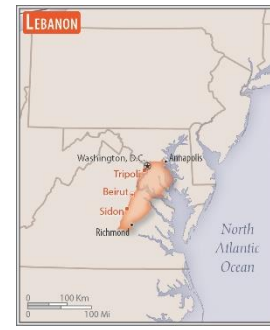 LEBANON
Washington, D.C.
Annapolis
Tripoli
Beirut
Sidon
Richmond
North
Atlantic
Ocean
0 100 Km
0 100 Mi